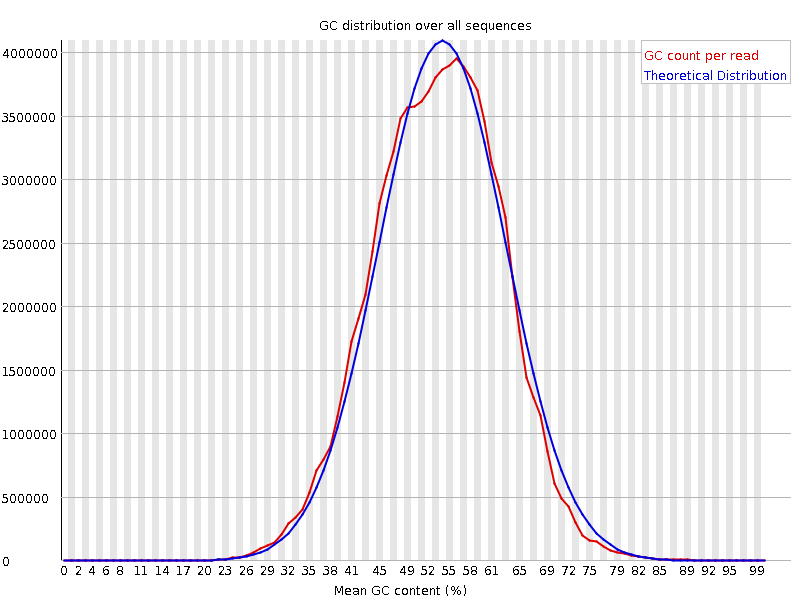 GC distribution over all sequences
GC count per read
Theoretical Distribution
4000000
3500000
3000000
2500000
2000000
1500000
1000000
500000
0
0 2 4 6 8 11 14 17 20 23 26 29 32 35 38 41 45 49 52 55 58 61 65 69 72 75 79 82 85 89 92 95 99
Mean GC content (%)